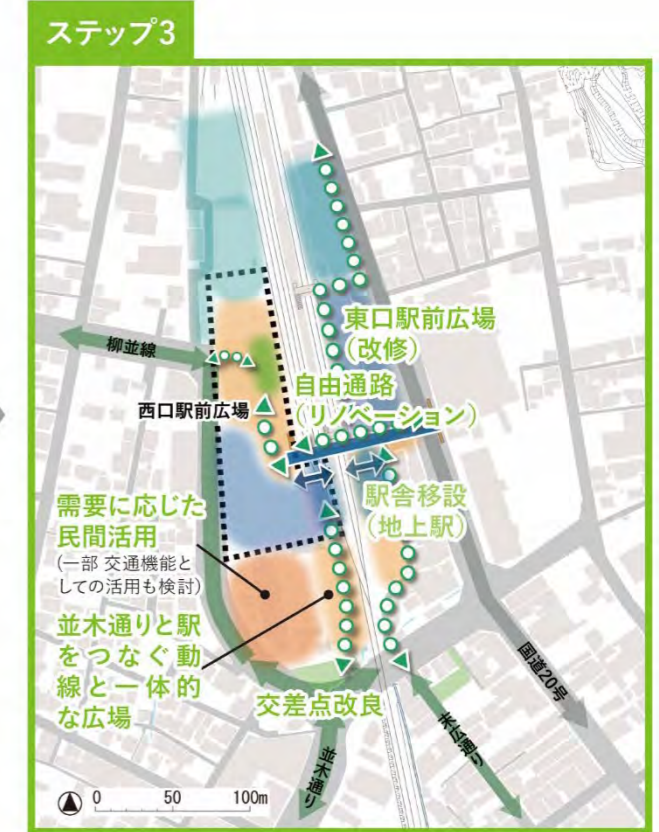 ステップ3
東口駅前広場
（改修）
柳並線
自由通路
（リノベーション）
西口駅前広場
駅舎移設
（地上駅）
需要に応じた
民間活用
(一部 交通機能と
しての活用も検討)
並木通りと駅
をつなぐ動
線と一体的
な広場
交差点改良
国道20号
末広通り
並木通り
0 50 100m